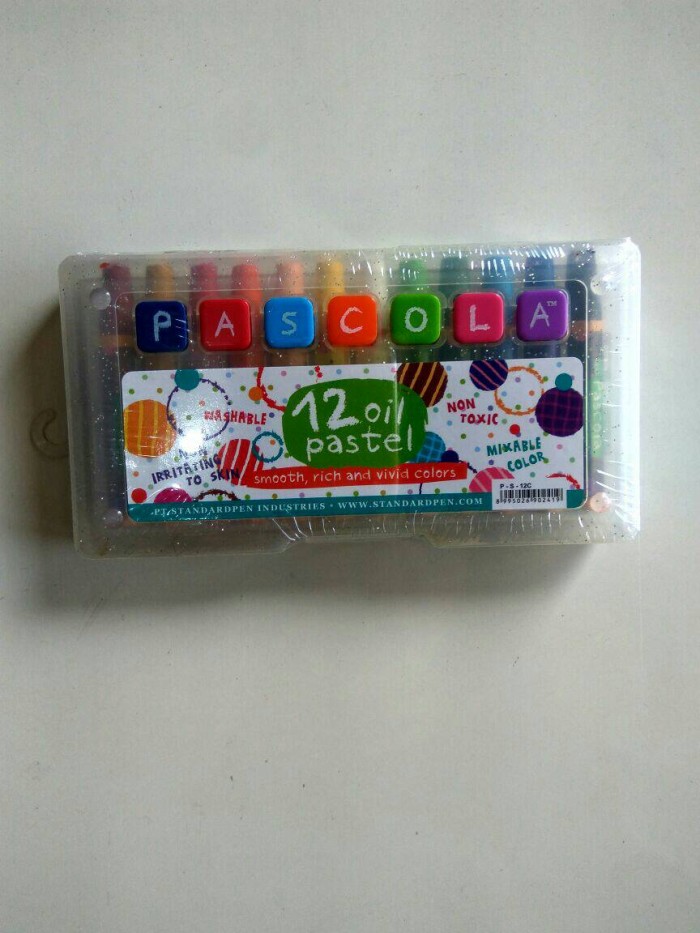 PASCOLA™
12 oil
pastel
smooth, rich and vivid colors
WASHABLE
NON
IRRITATING
TO SKIN
NON
TOXIC
MIXABLE
COLOR
P - S - 12C
PT. STANDARDPEN INDUSTRIES • WWW.STANDARDPEN.COM